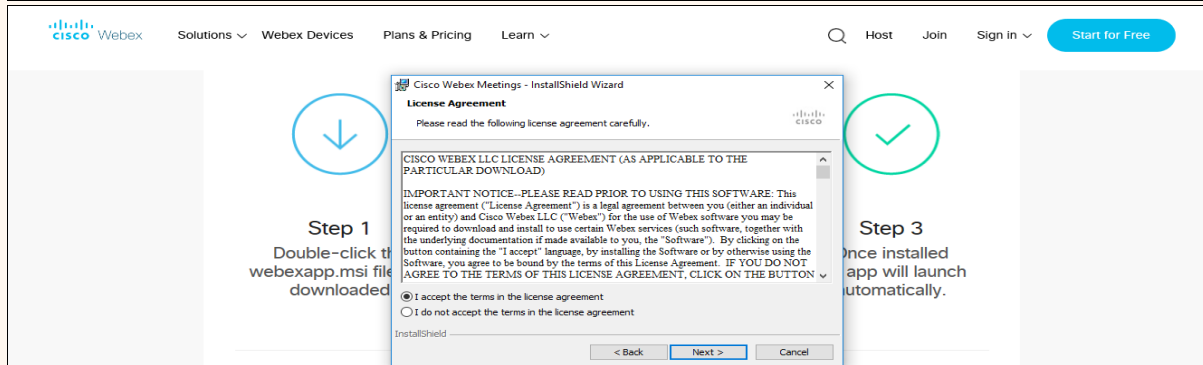 CISCO Webex Solutions Webex Devices Plans & Pricing Learn Host Join Sign in Start for Free
Cisco Webex Meetings - InstallShield Wizard
License Agreement
Please read the following license agreement carefully.
CISCO
CISCO WEBEX LLC LICENSE AGREEMENT (AS APPLICABLE TO THE
PARTICULAR DOWNLOAD)
IMPORTANT NOTICE--PLEASE READ PRIOR TO USING THIS SOFTWARE: This
license agreement ("License Agreement") is a legal agreement between you (either an individual
or an entity) and Cisco Webex LLC ("Webex") for the use of Webex software you may be
required to download and install to use certain Webex services (such software, together with
the underlying documentation if made available to you, the "Software"). By clicking on the
button containing the "I accept" language, by installing the Software or by otherwise using the
Software, you agree to be bound by the terms of this License Agreement. IF YOU DO NOT
AGREE TO THE TERMS OF THIS LICENSE AGREEMENT, CLICK ON THE BUTTON
I accept the terms in the license agreement
I do not accept the terms in the license agreement
InstallShield
< Back Next > Cancel
Step 1
Double-click
webexapp.msi
downloaded
Step 3
installed
app will launch
automatically.